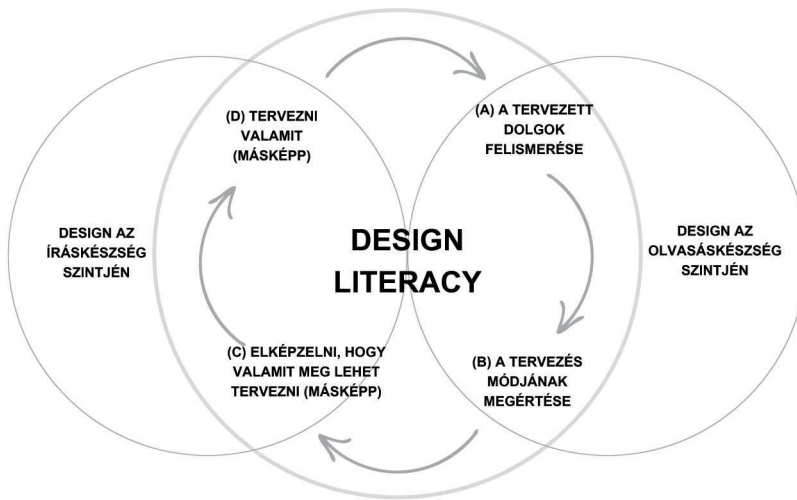 (D) TERVEZNI
VALAMIT
(MÁSKÉPP)
(A) A TERVEZETT
DOLGOK
FELISMERÉSE
DESIGN AZ
ÍRÁSKÉSZSÉG
SZINTJÉN
DESIGN
LITERACY
DESIGN AZ
OLVASÁSKÉSZSÉG
SZINTJÉN
(C) ELKÉPZELNI, HOGY
VALAMIT MEG LEHET
TERVEZNI (MÁSKÉPP)
(B) A TERVEZÉS
MÓDJÁNAK
MEGÉRTÉSE